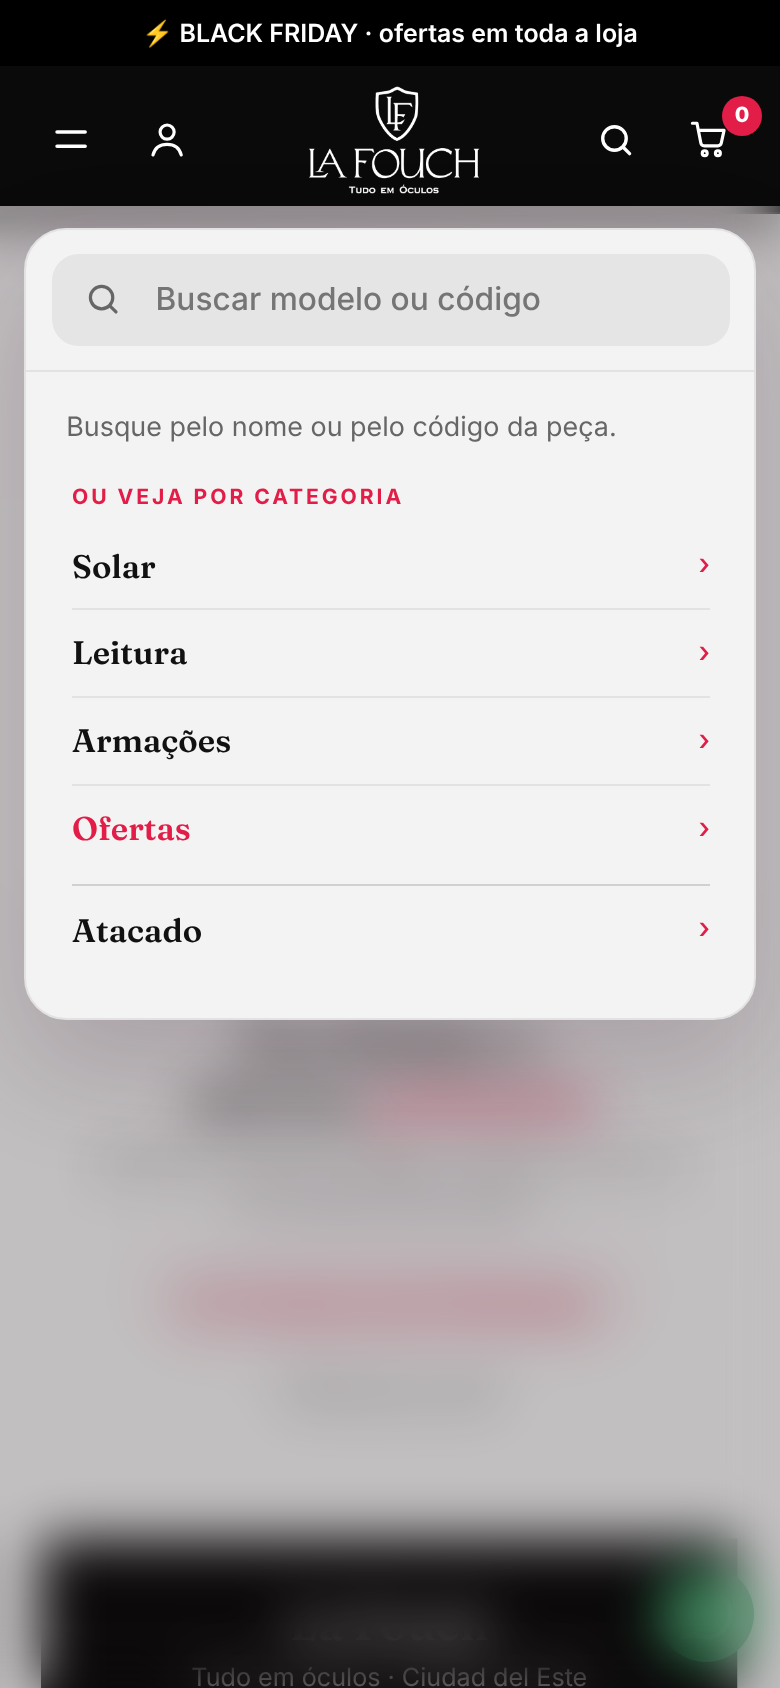 ⚡ BLACK FRIDAY · ofertas em toda a loja
0
LF
LA FOUCH
TUDO EM ÓCULOS
Buscar modelo ou código
Busque pelo nome ou pelo código da peça.
OU VEJA POR CATEGORIA
Solar ›
Leitura ›
Armações ›
Ofertas ›
Atacado ›
Tudo em óculos · Ciudad del Este